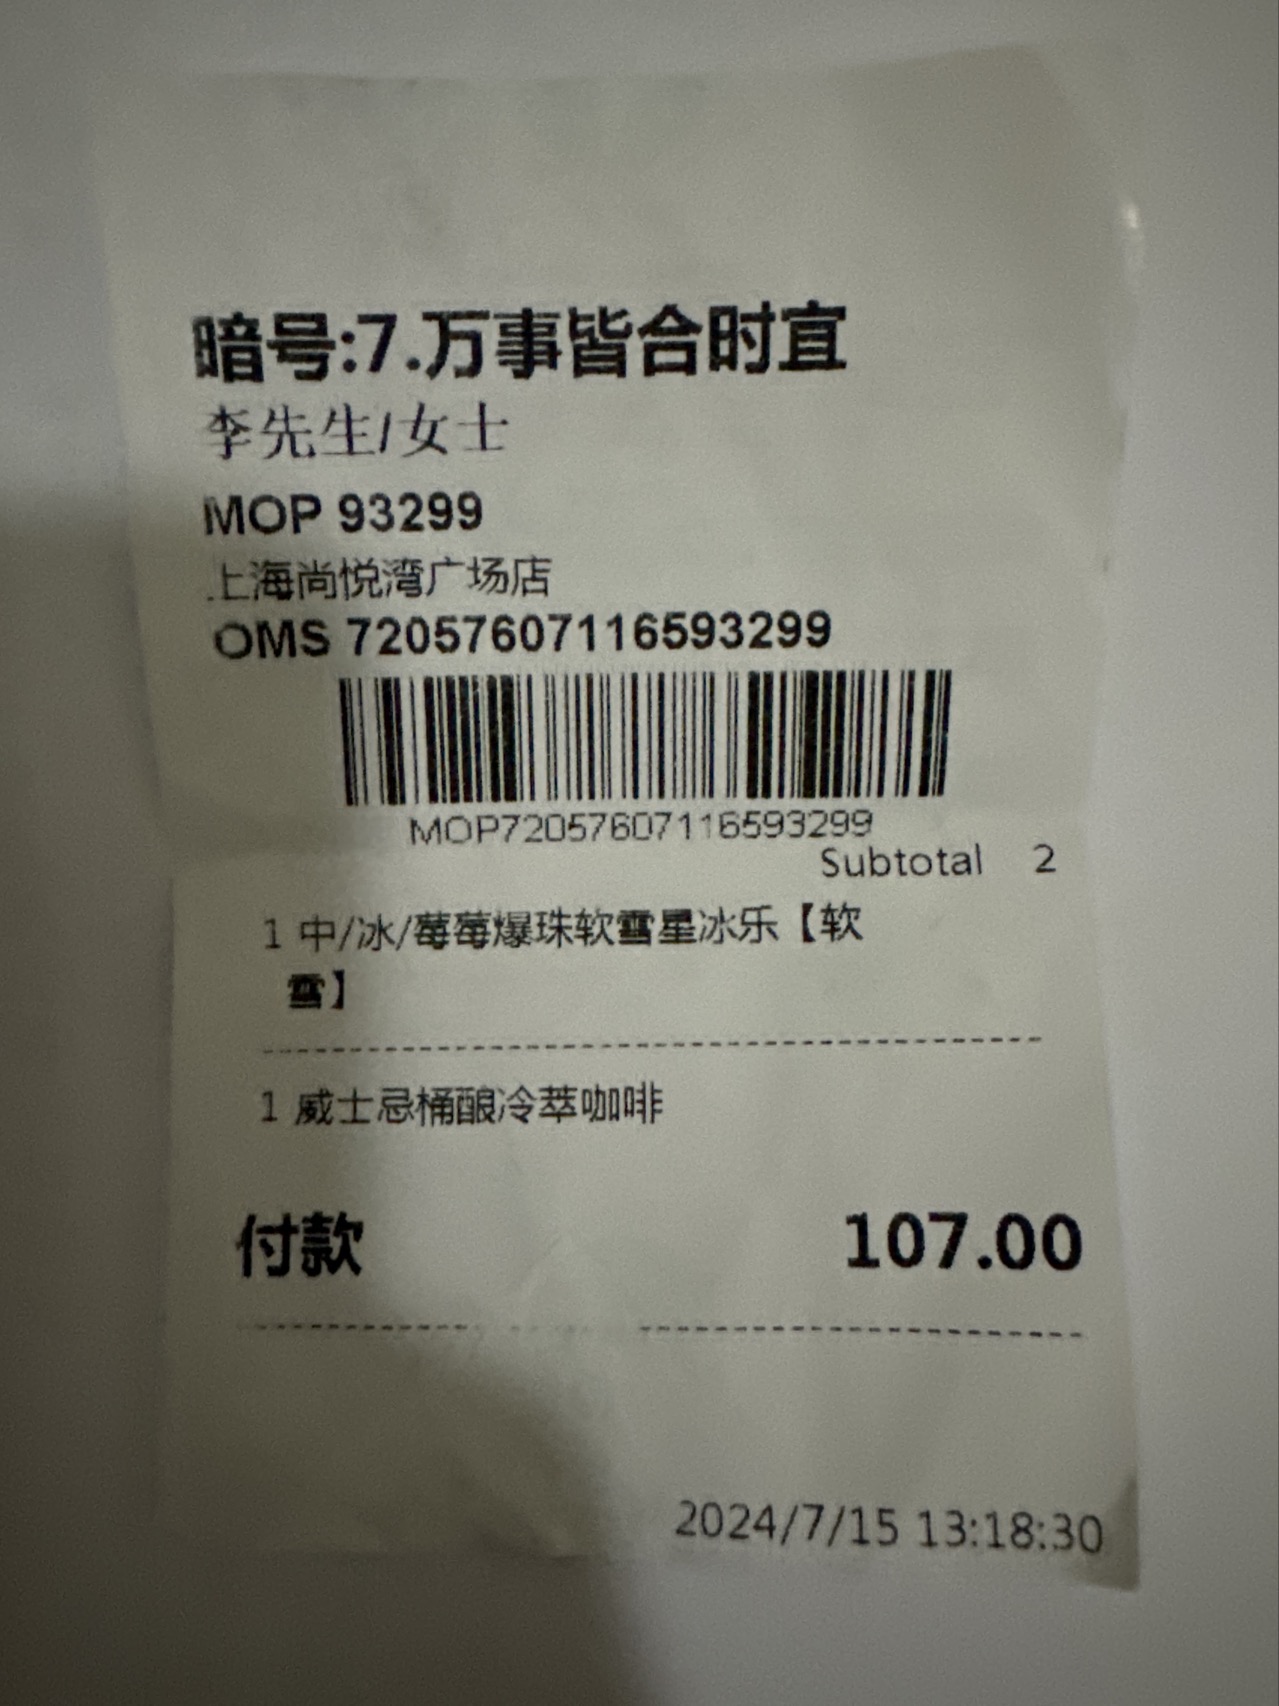 暗号:7.万事皆合时宜
李先生/女士
MOP 93299
上海尚悦湾广场店
OMS 72057607116593299
MOP72057607116593299
Subtotal 2
1 中/冰/莓莓爆珠软雪星冰乐【软
雪】
1 威士忌桶酿冷萃咖啡
付款 107.00
2024/7/15 13:18:30